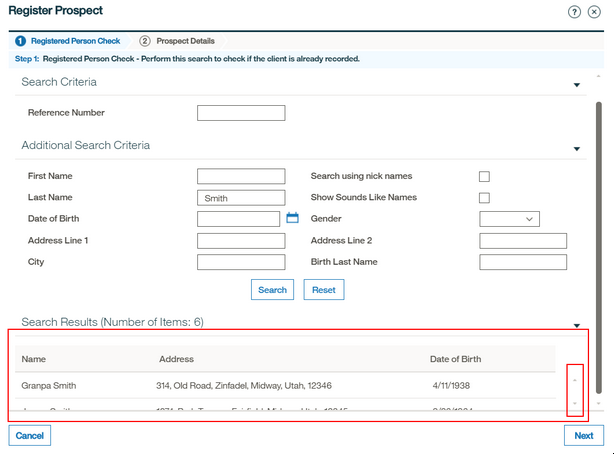 Register Prospect
?
1 Registered Person Check 2 Prospect Details
Step 1: Registered Person Check - Perform this search to check if the client is already recorded.
Search Criteria
Reference Number
Additional Search Criteria
First Name Search using nick names
Last Name Smith Show Sounds Like Names
Date of Birth Gender
Address Line 1 Address Line 2
City Birth Last Name
Search Reset
Search Results (Number of Items: 6)
Name Address Date of Birth
Granpa Smith 314, Old Road, Zinfadel, Midway, Utah, 12346 4/11/1938
Cancel Next